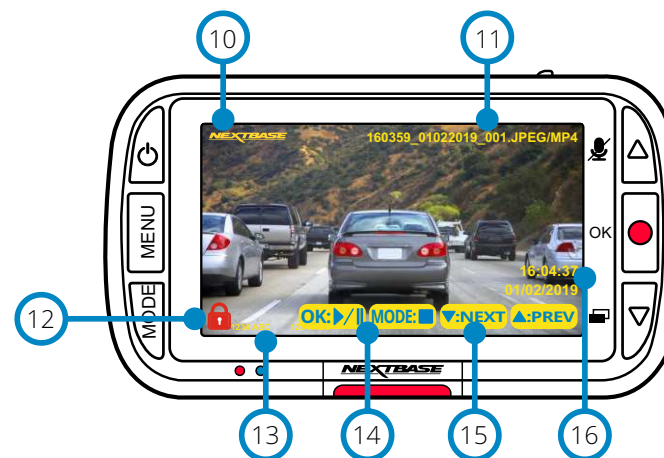 10
11
NEXTBASE
160359_01022019_001.JPEG/MP4
MENU
OK
16:04:37
01/02/2019
MODE
12
OK:▶/II
MODE:■
▼:NEXT
▲:PREV
NEXTBASE
13
14
15
16